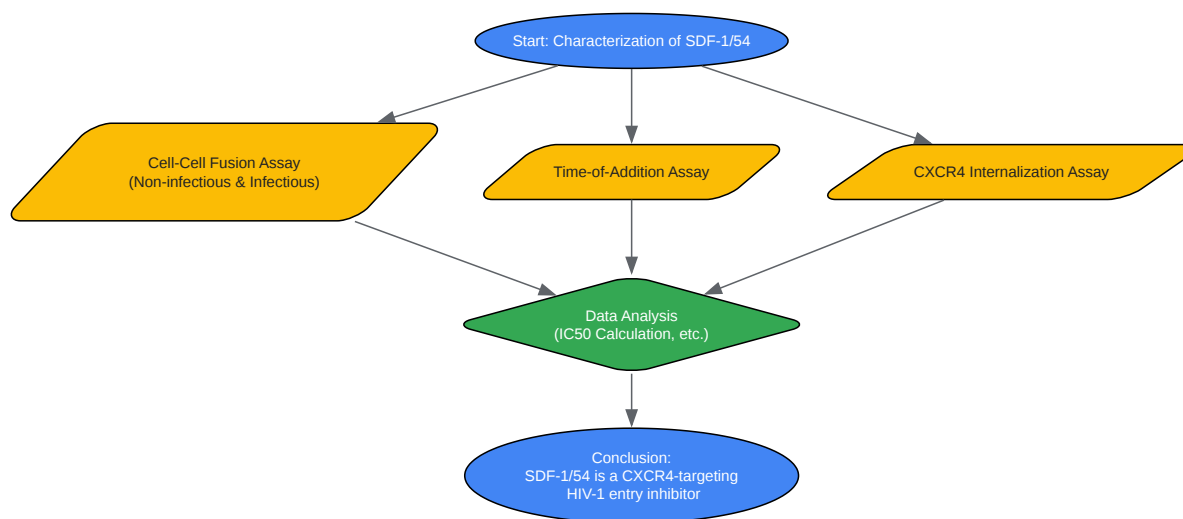 Start: Characterization of SDF-1/54
Cell-Cell Fusion Assay
(Non-infectious & Infectious)
Time-of-Addition Assay
CXCR4 Internalization Assay
Data Analysis
(IC50 Calculation, etc.)
Conclusion:
SDF-1/54 is a CXCR4-targeting
HIV-1 entry inhibitor